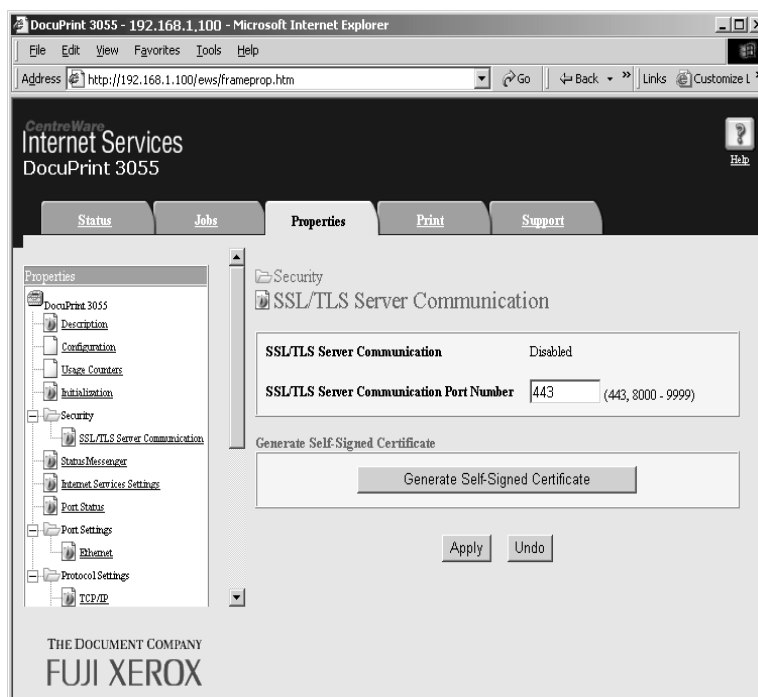 DocuPrint 3055 - 192.168.1.100 - Microsoft Internet Explorer
File Edit View Favorites Tools Help
Address http://192.168.1.100/ews/frameprop.htm Go Back » Links Customize L »
CentreWare
Internet Services
DocuPrint 3055
Help
Status Jobs Properties Print Support
Properties
DocuPrint 3055
Description
Configuration
Usage Counters
Initialization
Security
SSL/TLS Server Communication
StatusMessenger
Internet Services Settings
Port Status
Port Settings
Ethernet
Protocol Settings
TCP/IP
Security
SSL/TLS Server Communication
SSL/TLS Server Communication Disabled
SSL/TLS Server Communication Port Number 443 (443, 8000 - 9999)
Generate Self-Signed Certificate
Generate Self-Signed Certificate
Apply Undo
THE DOCUMENT COMPANY
FUJI XEROX